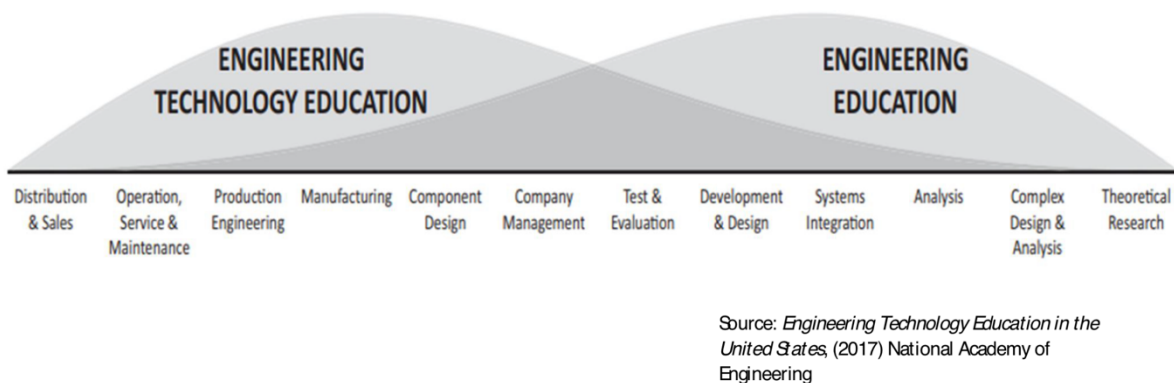 ENGINEERING
TECHNOLOGY EDUCATION
ENGINEERING
EDUCATION
Distribution
& Sales
Operation,
Service &
Maintenance
Production
Engineering
Manufacturing
Component
Design
Company
Management
Test &
Evaluation
Development
& Design
Systems
Integration
Analysis
Complex
Design &
Analysis
Theoretical
Research
Source: Engineering Technology Education in the
United States, (2017) National Academy of
Engineering